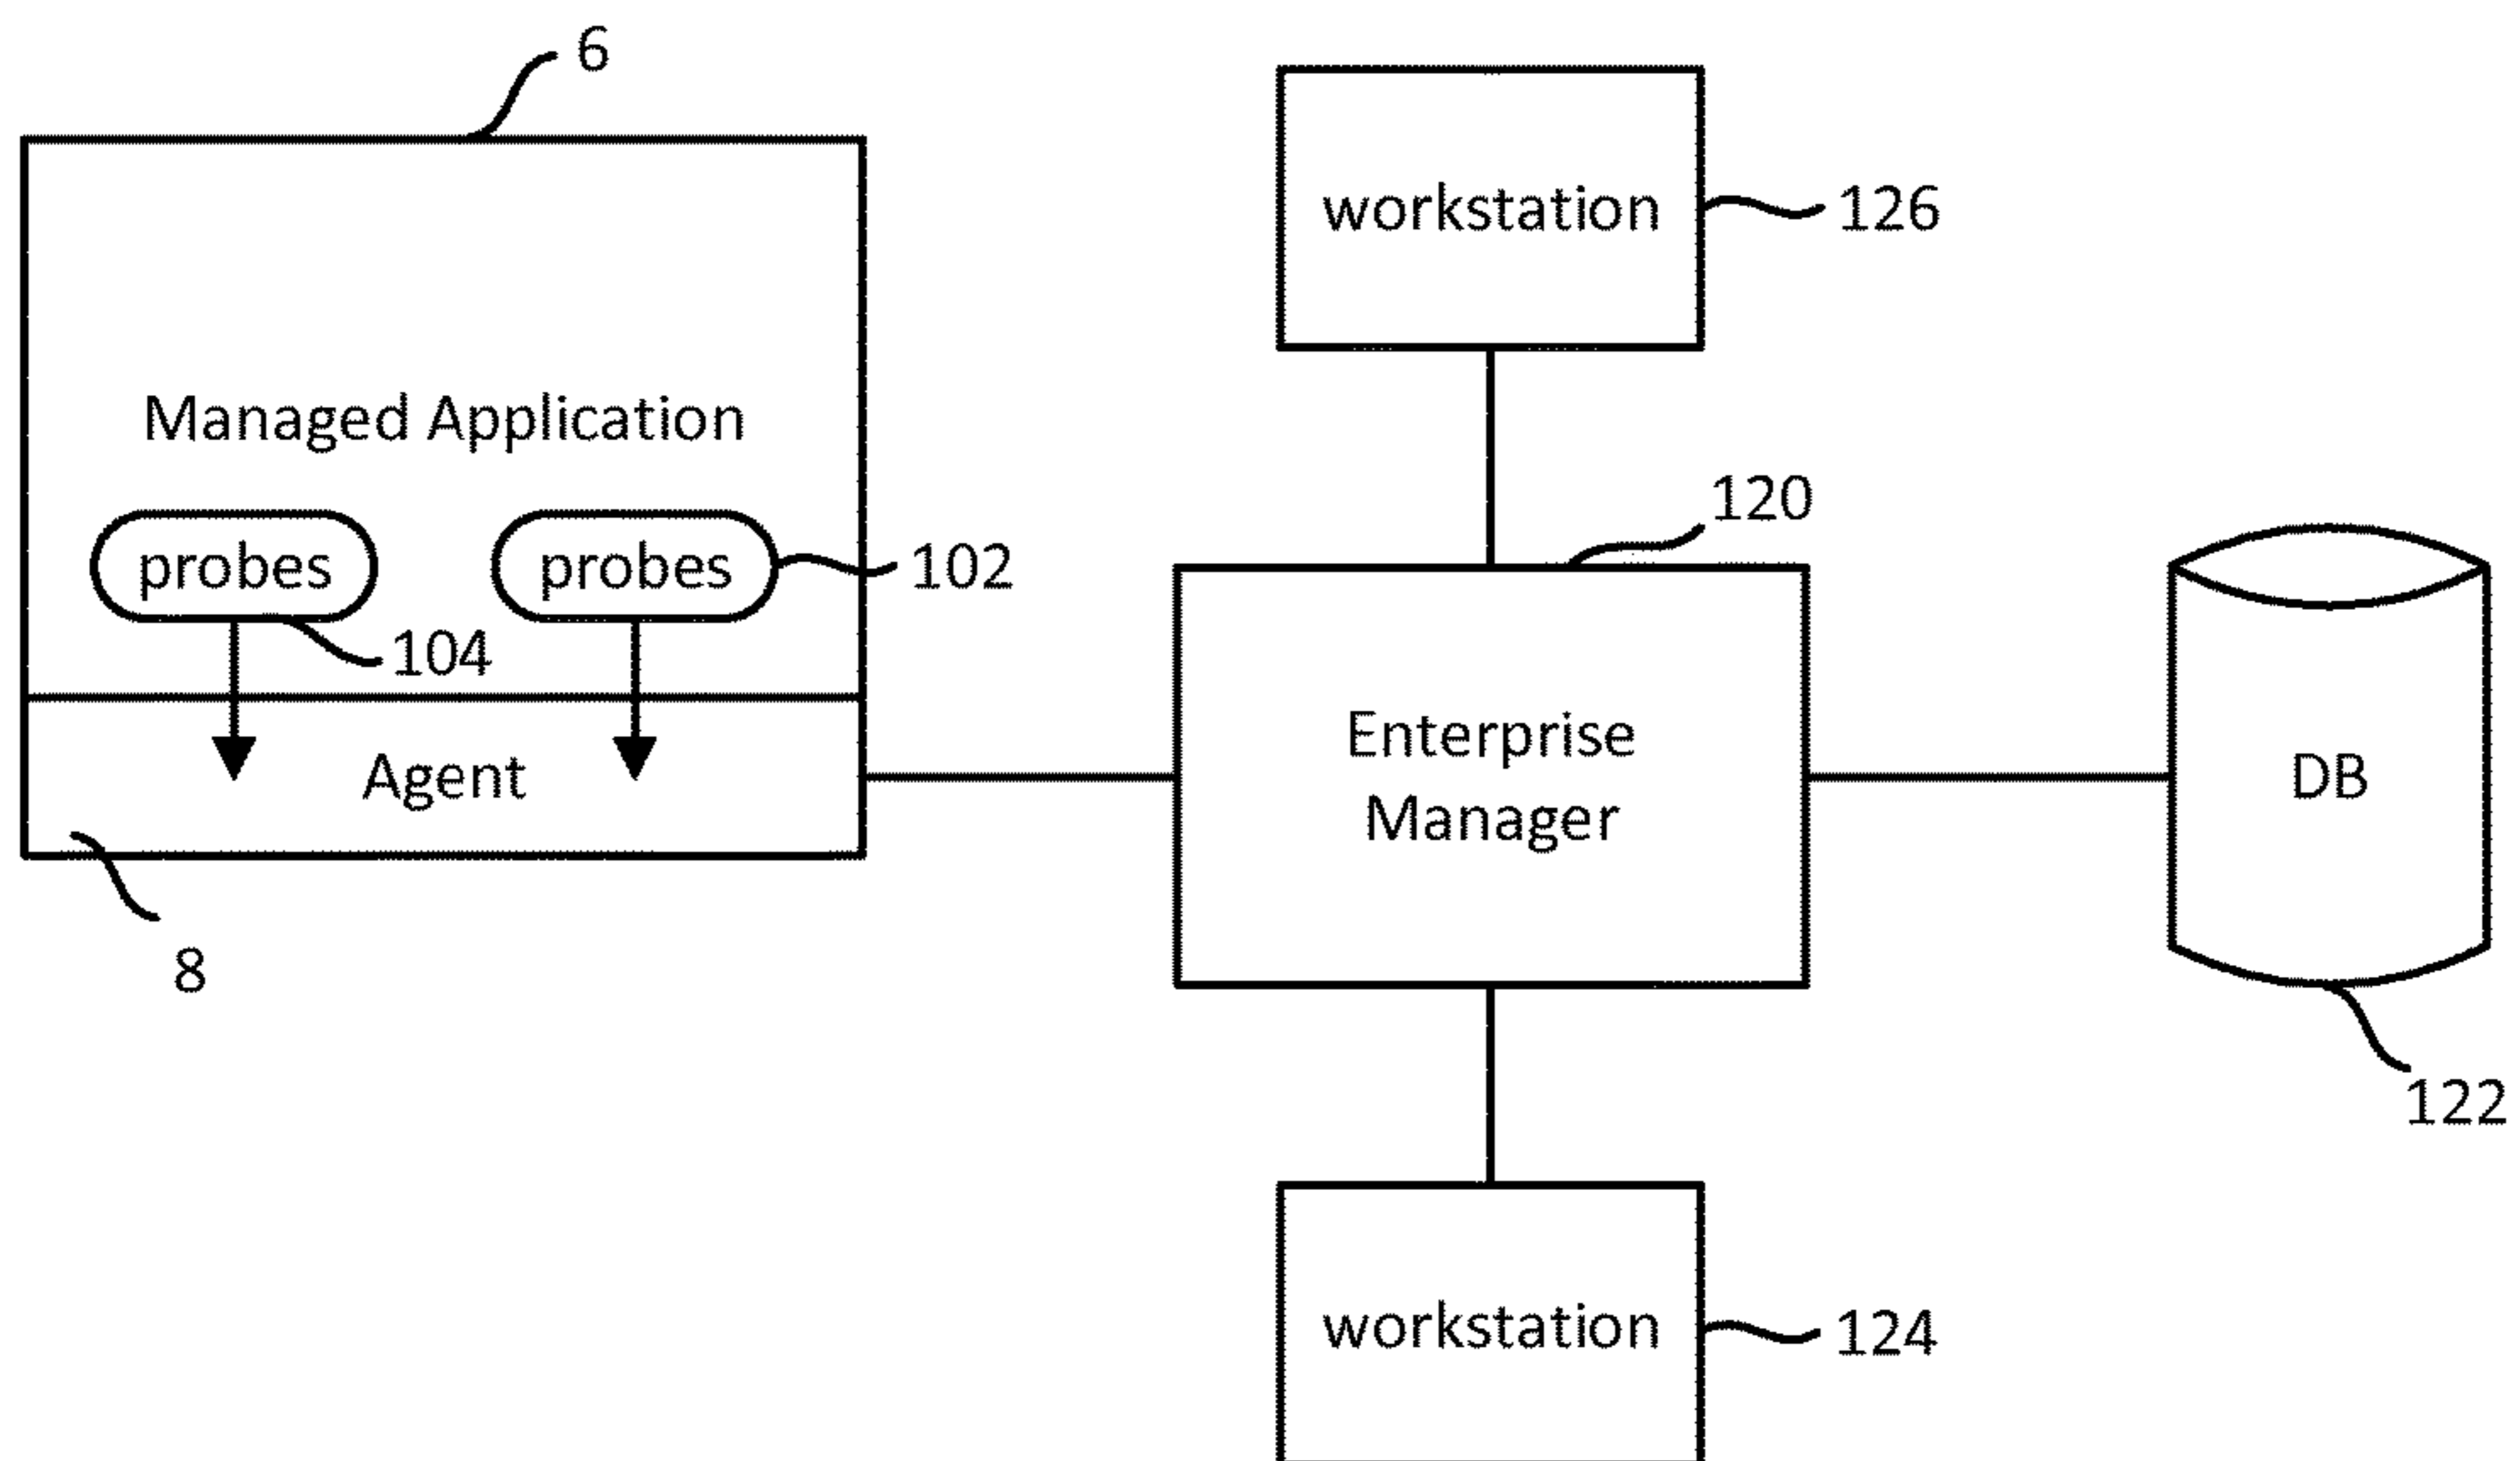 6
workstation
126
Managed Application
120
probes
probes
102
104
Enterprise
Manager
Agent
DB
8
122
workstation
124